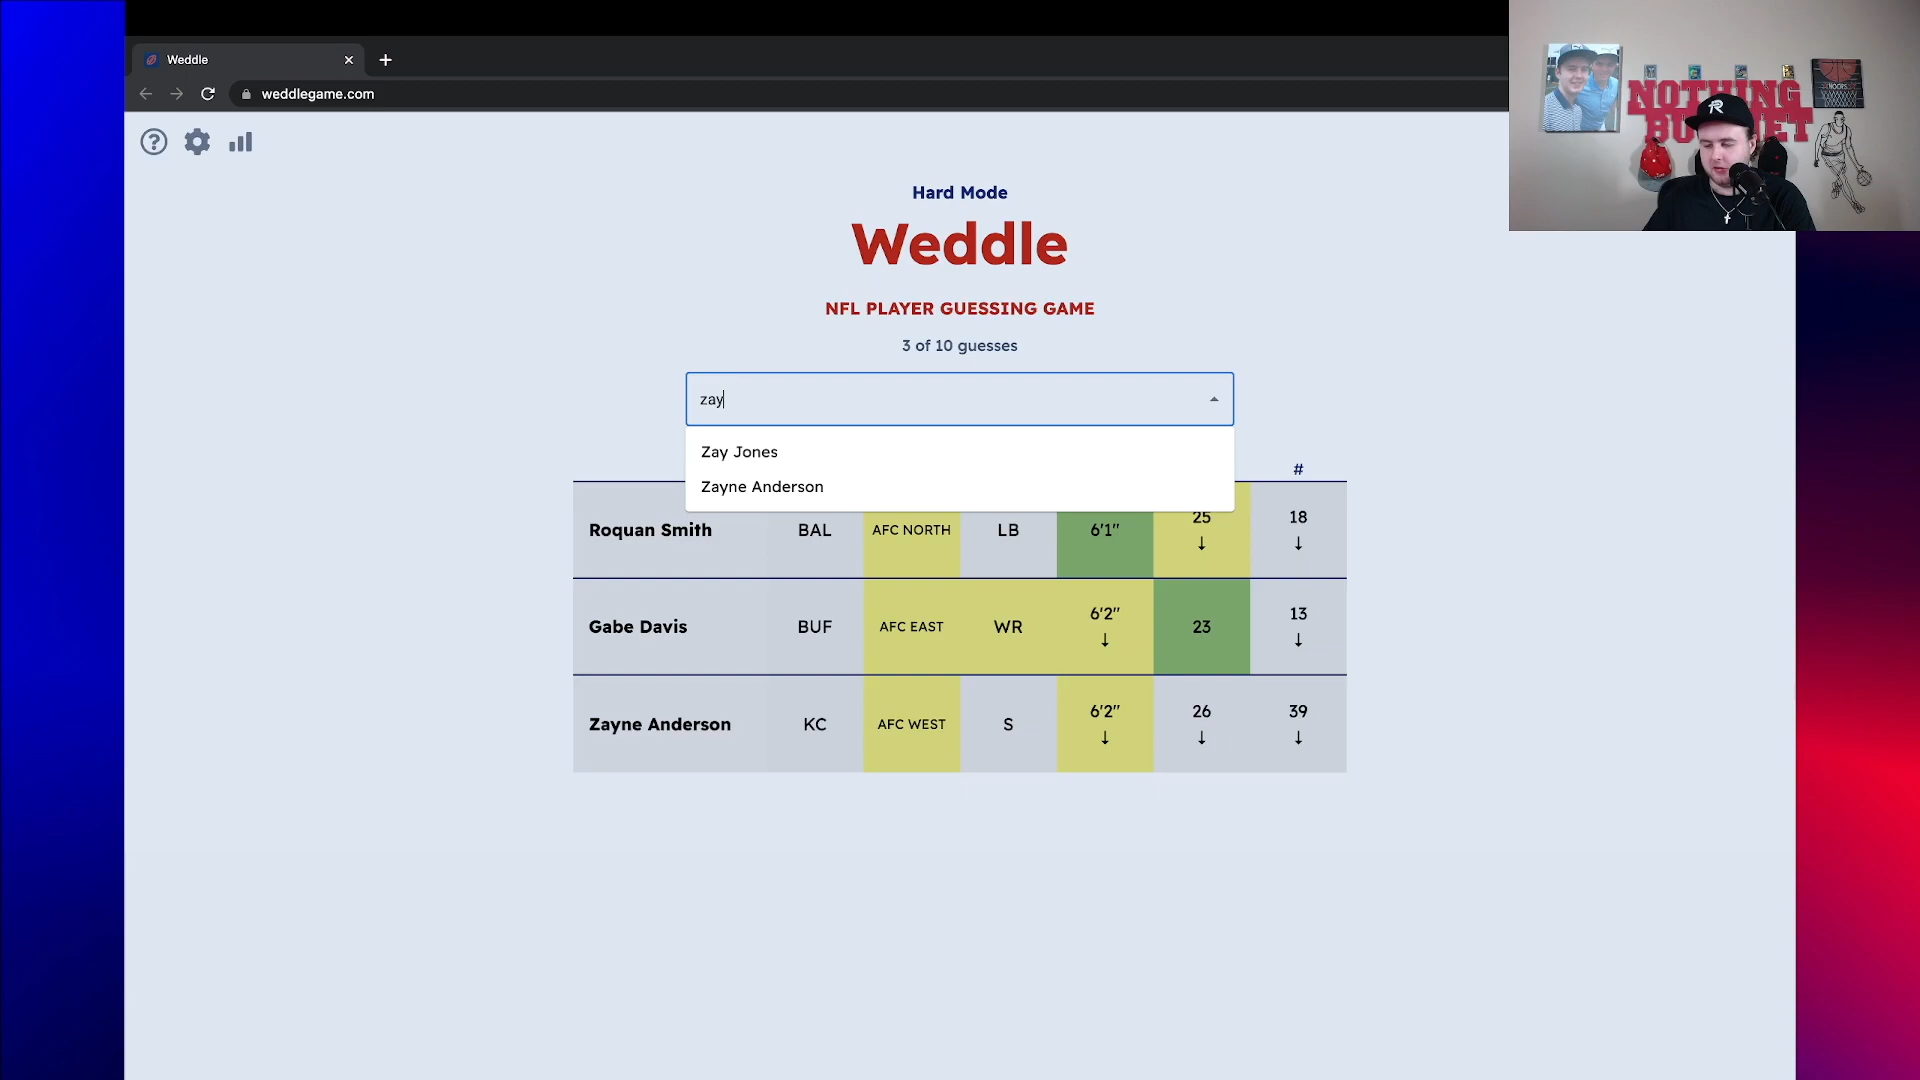 Weddle
weddlegame.com
Hard Mode
Weddle
NFL PLAYER GUESSING GAME
3 of 10 guesses
zay
Zay Jones
Zayne Anderson
#
Roquan Smith BAL AFC NORTH LB 6'1" 25 ↓ 18 ↓
Gabe Davis BUF AFC EAST WR 6'2" ↓ 23 13 ↓
Zayne Anderson KC AFC WEST S 6'2" ↓ 26 ↓ 39 ↓
NOTHING